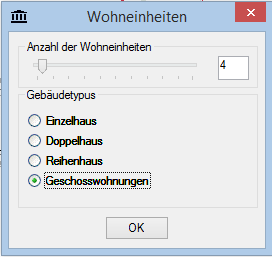 Wohneinheiten
Anzahl der Wohneinheiten
4
Gebäudetypus
Einzelhaus
Doppelhaus
Reihenhaus
Geschosswohnungen
OK